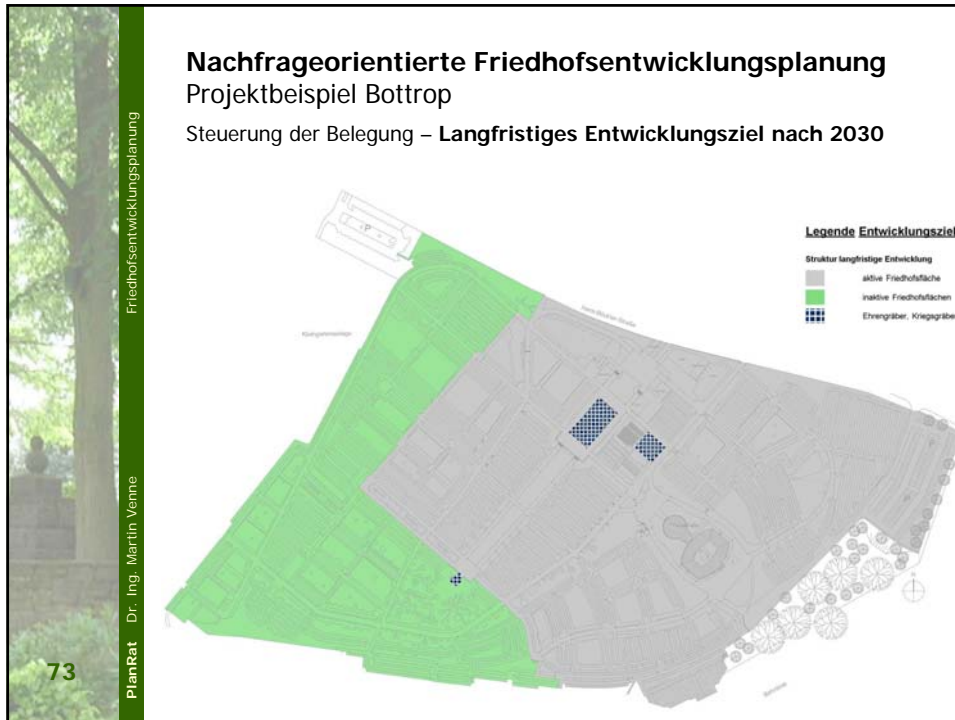 Nachfrageorientierte Friedhofsentwicklungsplanung
Projektbeispiel Bottrop
Steuerung der Belegung – Langfristiges Entwicklungsziel nach 2030
Legende Entwicklungsziel
Struktur langfristige Entwicklung
aktive Friedhofsfläche
inaktive Friedhofsflächen
Ehrengräber, Kriegsgräber
P
Friedhofsentwicklungsplanung
PlanRat Dr. Ing. Martin Venne
73